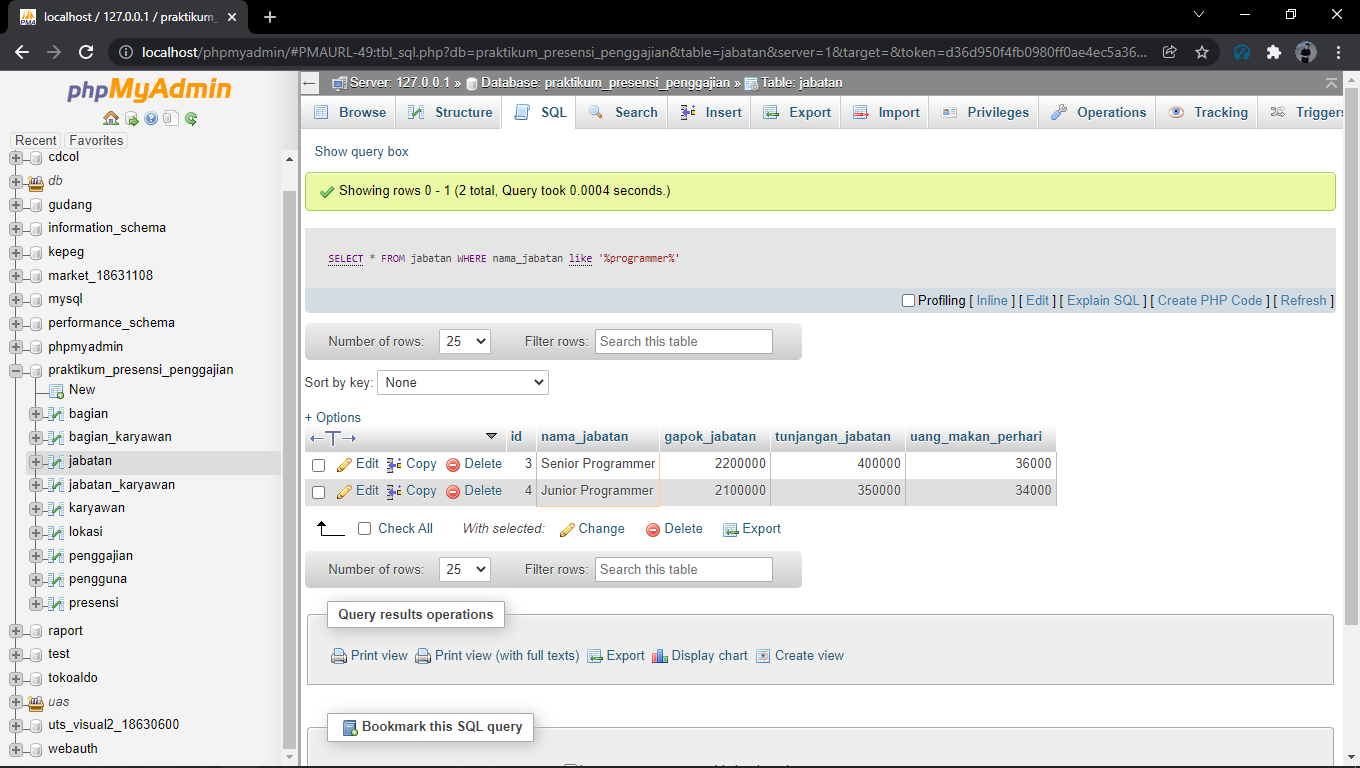 localhost / 127.0.0.1 / praktikum_
localhost/phpmyadmin/#PMAURL-49:tbl_sql.php?db=praktikum_presensi_penggajian&table=jabatan&server=1&target=&token=d36d950f4fb0980ff0ae4ec5a36...
phpMyAdmin
Recent Favorites
cdcol
db
gudang
information_schema
kepeg
market_18631108
mysql
performance_schema
phpmyadmin
praktikum_presensi_penggajian
New
bagian
bagian_karyawan
jabatan
jabatan_karyawan
karyawan
lokasi
penggajian
pengguna
presensi
raport
test
tokoaldo
uas
uts_visual2_18630600
webauth
Server: 127.0.0.1 » Database: praktikum_presensi_penggajian » Table: jabatan
Browse Structure SQL Search Insert Export Import Privileges Operations Tracking Triggers
Show query box
Showing rows 0 - 1 (2 total, Query took 0.0004 seconds.)
SELECT * FROM jabatan WHERE nama_jabatan like '%programmer%'
Profiling [ Inline ] [ Edit ] [ Explain SQL ] [ Create PHP Code ] [ Refresh ]
Number of rows: 25 Filter rows: Search this table
Sort by key: None
+ Options
id nama_jabatan gapok_jabatan tunjangan_jabatan uang_makan_perhari
Edit Copy Delete 3 Senior Programmer 2200000 400000 36000
Edit Copy Delete 4 Junior Programmer 2100000 350000 34000
Check All With selected: Change Delete Export
Number of rows: 25 Filter rows: Search this table
Query results operations
Print view Print view (with full texts) Export Display chart Create view
Bookmark this SQL query